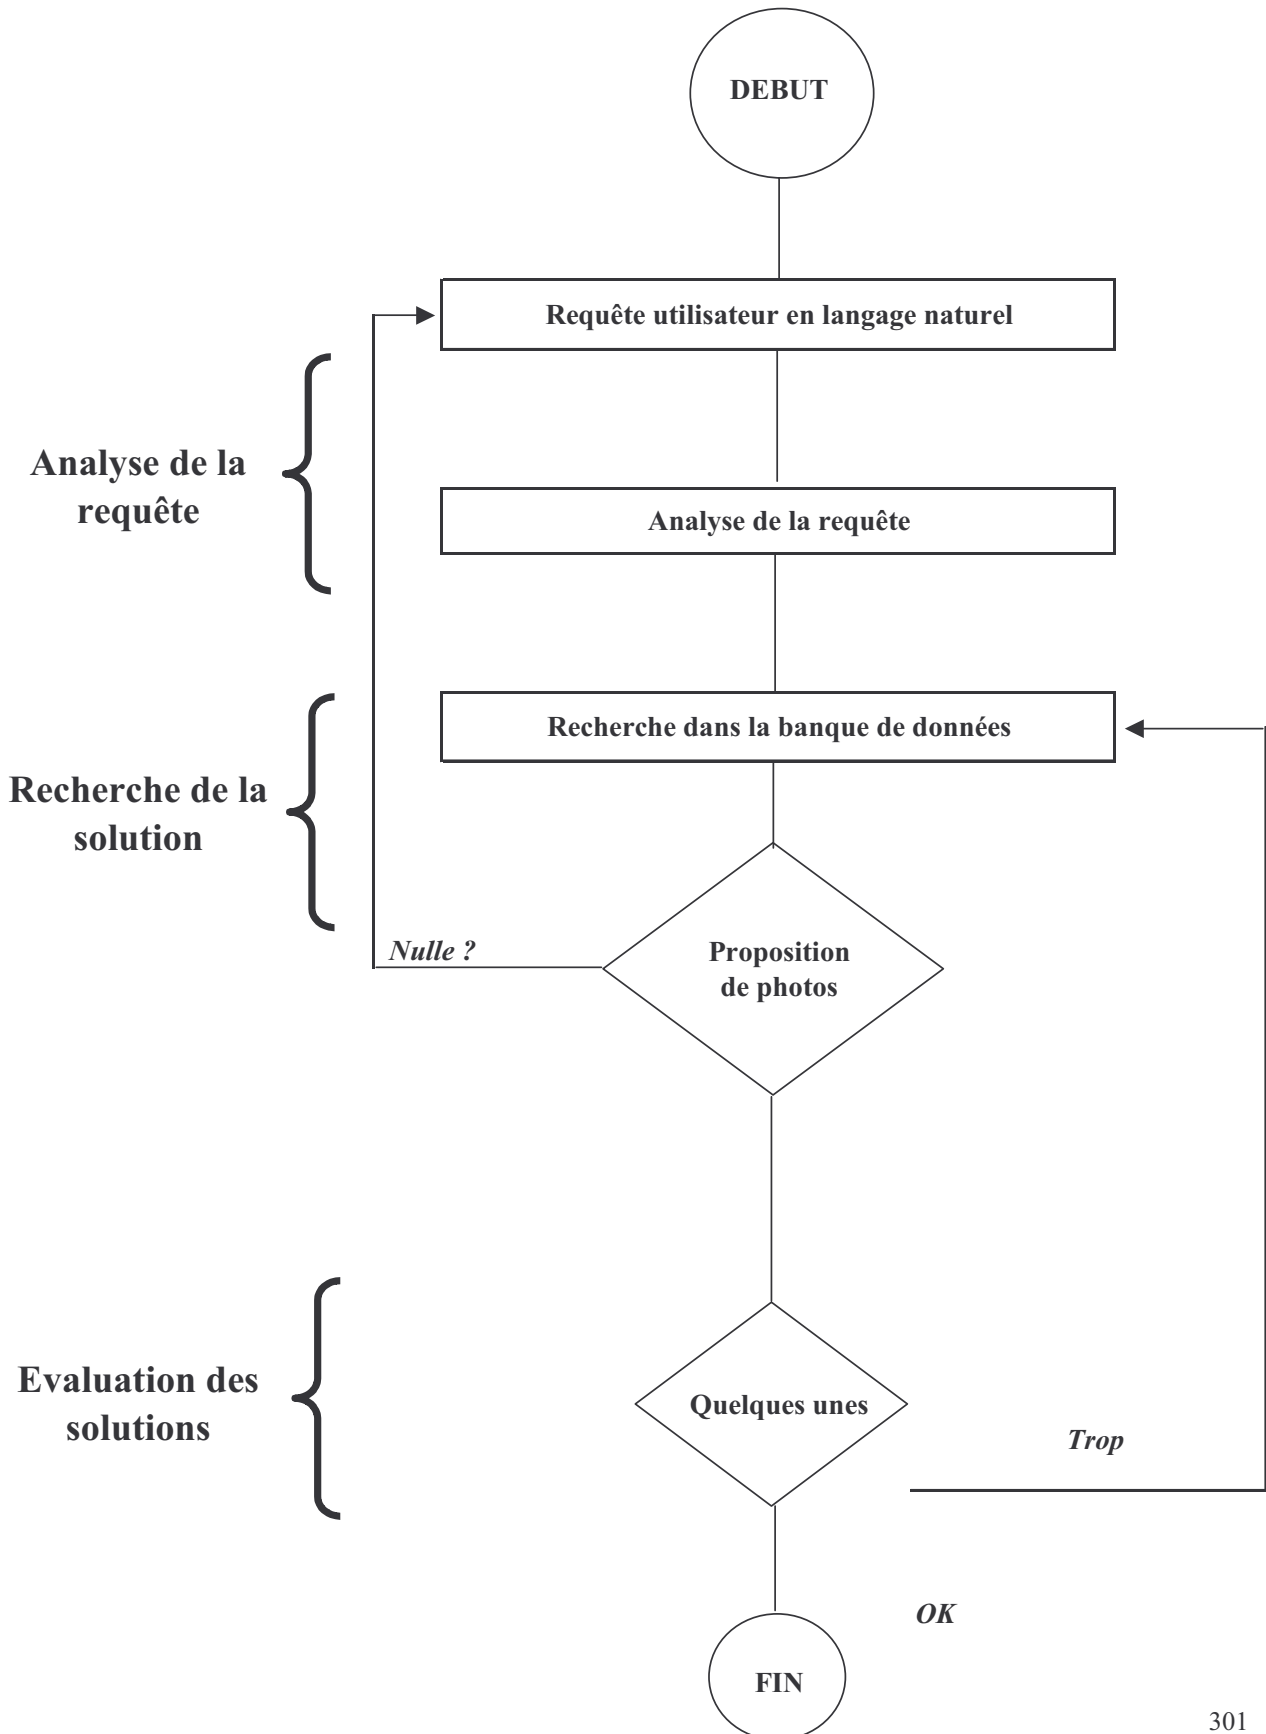 DEBUT
Requête utilisateur en langage naturel
Analyse de la
requête
Analyse de la requête
Recherche dans la banque de données
Recherche de la
solution
Nulle ?
Proposition
de photos
Evaluation des
solutions
Quelques unes
Trop
OK
FIN
301